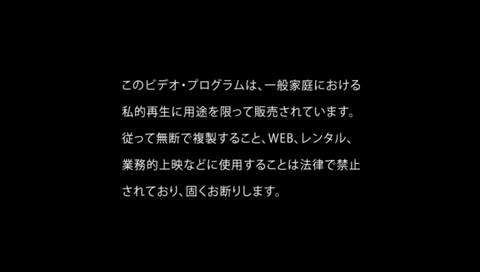 このビデオ・プログラムは、一般家庭における
私的再生に用途を限って販売されています。
従って無断で複製すること、WEB、レンタル、
業務的上映などに使用することは法律で禁止
されており、固くお断りします。